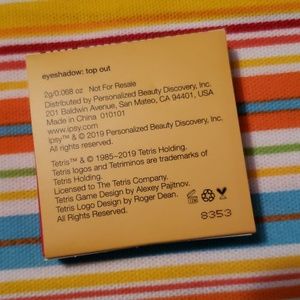 eyeshadow: top out
2g/0.068 oz Not For Resale
Distributed by Personalized Beauty Discovery, Inc.
201 Baldwin Avenue, San Mateo, CA 94401, USA
Made in China 010101
www.ipsy.com
ipsy™ & © 2019 Personalized Beauty Discovery, Inc.
All rights reserved.
Tetris™ & © 1985~2019 Tetris Holding.
Tetris logos and Tetriminos are trademarks of
Tetris Holding.
Licensed to The Tetris Company.
Tetris Game Design by Alexey Pajitnov.
Tetris Logo Design by Roger Dean.
All Rights Reserved.
8353